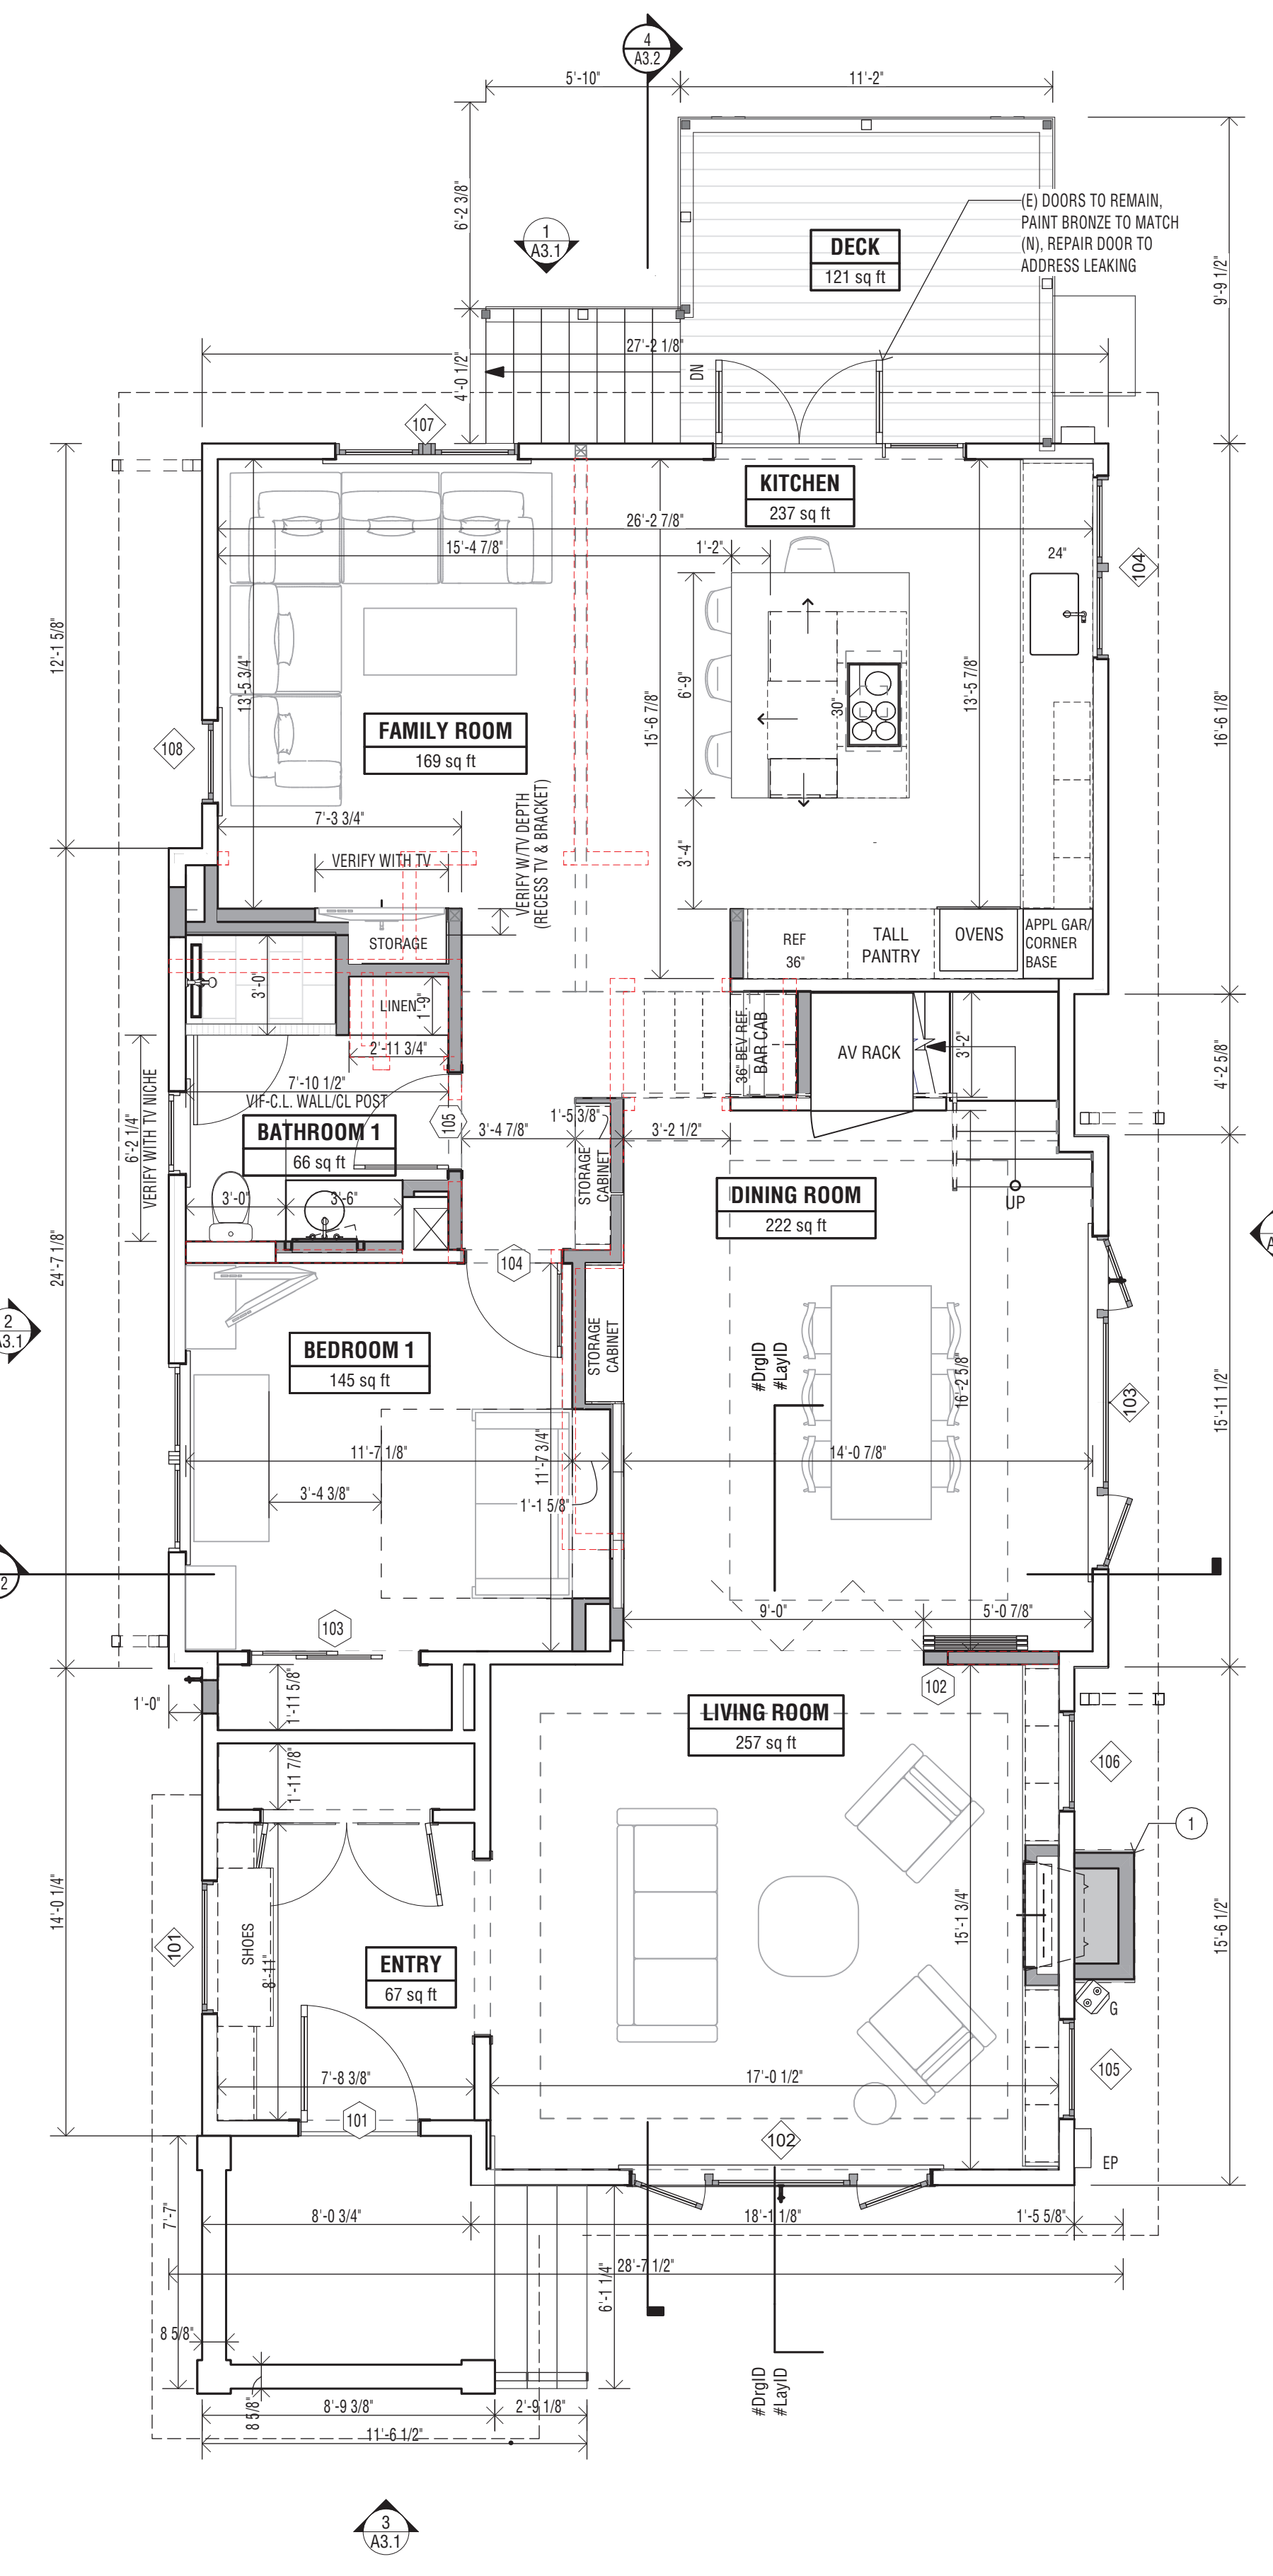 4
A3.2
5'-10"
11'-2"
6'-2 3/8"
1
A3.1
(E) DOORS TO REMAIN,
PAINT BRONZE TO MATCH
(N), REPAIR DOOR TO
ADDRESS LEAKING
DECK
121 sq ft
9'-9 1/2"
27'-2 1/8"
4'-0 1/2"
DN
107
KITCHEN
237 sq ft
26'-2 7/8"
15'-4 7/8"
1'-2"
24"
104
12'-1 5/8"
13'-5 3/4"
6'-9"
30"
13'-5 7/8"
15'-6 7/8"
16'-6 1/8"
108
FAMILY ROOM
169 sq ft
7'-3 3/4"
VERIFY WITH TV
VERIFY W/TV DEPTH
(RECESS TV & BRACKET)
3'-4"
STORAGE
REF
36"
TALL
PANTRY
OVENS
APPL GAR/
CORNER
BASE
3'-0"
LINEN
1'-9"
2'-11 3/4"
36" BEV REF.
BAR CAB
AV RACK
3'-2"
4'-2 5/8"
7'-10 1/2"
VIF-C.L. WALL/CL POST
6'-2 1/4"
VERIFY WITH TV NICHE
BATHROOM 1
66 sq ft
105
1'-5 3/8"
3'-4 7/8"
3'-2 1/2"
STORAGE
CABINET
3'-0"
3'-6"
DINING ROOM
222 sq ft
UP
104
24'-7 1/8"
2
A3.1
BEDROOM 1
145 sq ft
STORAGE
CABINET
#DrgID
#LayID
16'-2 5/8"
103
15'-11 1/2"
11'-7 1/8"
11'-7 3/4"
14'-0 7/8"
3'-4 3/8"
1'-1 5/8"
2
9'-0"
5'-0 7/8"
103
102
1'-0"
1'-11 5/8"
LIVING ROOM
257 sq ft
106
1'-11 7/8"
1
14'-0 1/4"
101
SHOES
8'-11"
ENTRY
67 sq ft
15'-1 3/4"
15'-6 1/2"
G
105
7'-8 3/8"
17'-0 1/2"
101
102
EP
7'-7"
8'-0 3/4"
18'-1 1/8"
1'-5 5/8"
28'-7 1/2"
6'-1 1/4"
8 5/8"
8 5/8"
#DrgID
#LayID
8'-9 3/8"
2'-9 1/8"
11'-6 1/2"
3
A3.1